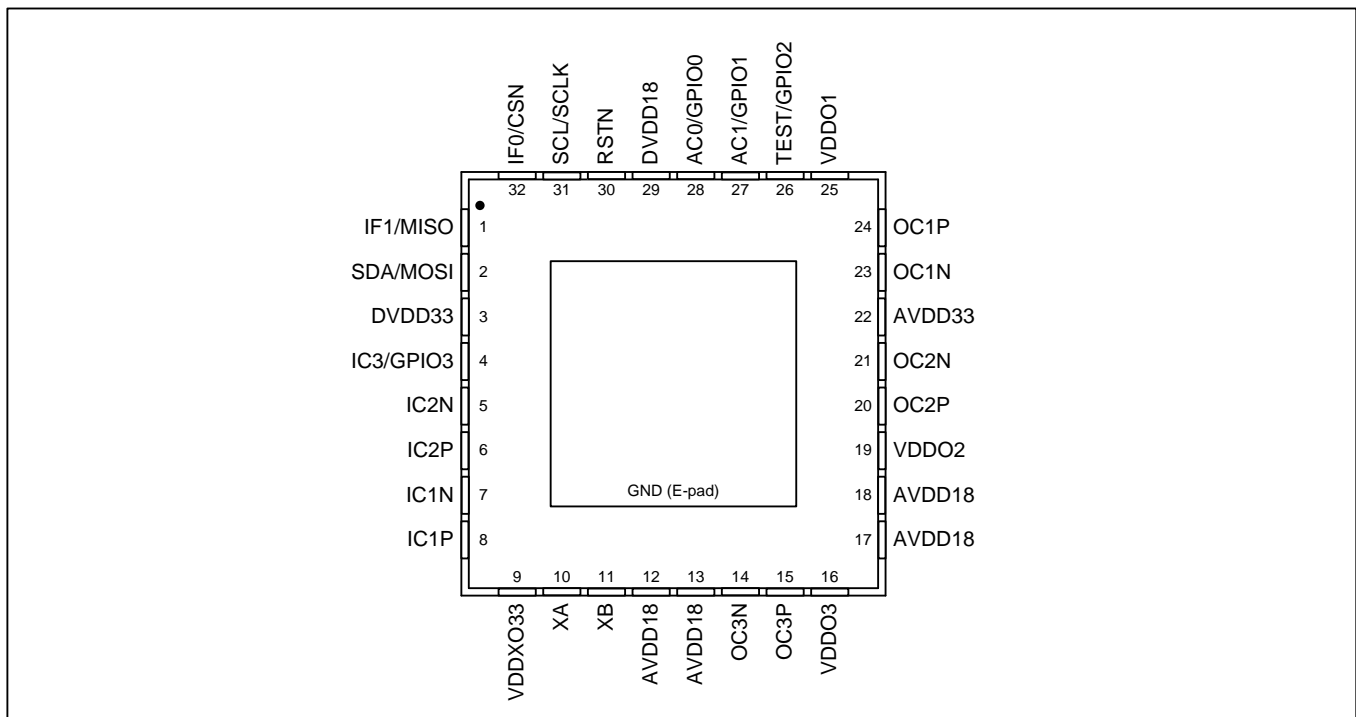 IF0/CSN
SCL/SCLK
RSTN
DVDD18
AC0/GPIO0
AC1/GPIO1
TEST/GPIO2
VDDO1
32 31 30 29 28 27 26 25
IF1/MISO 1 24 OC1P
SDA/MOSI 2 23 OC1N
DVDD33 3 22 AVDD33
IC3/GPIO3 4 21 OC2N
IC2N 5 20 OC2P
IC2P 6 19 VDDO2
IC1N 7 GND (E-pad) 18 AVDD18
IC1P 8 17 AVDD18
9 10 11 12 13 14 15 16
VDDXO33
XA
XB
AVDD18
AVDD18
OC3N
OC3P
VDDO3